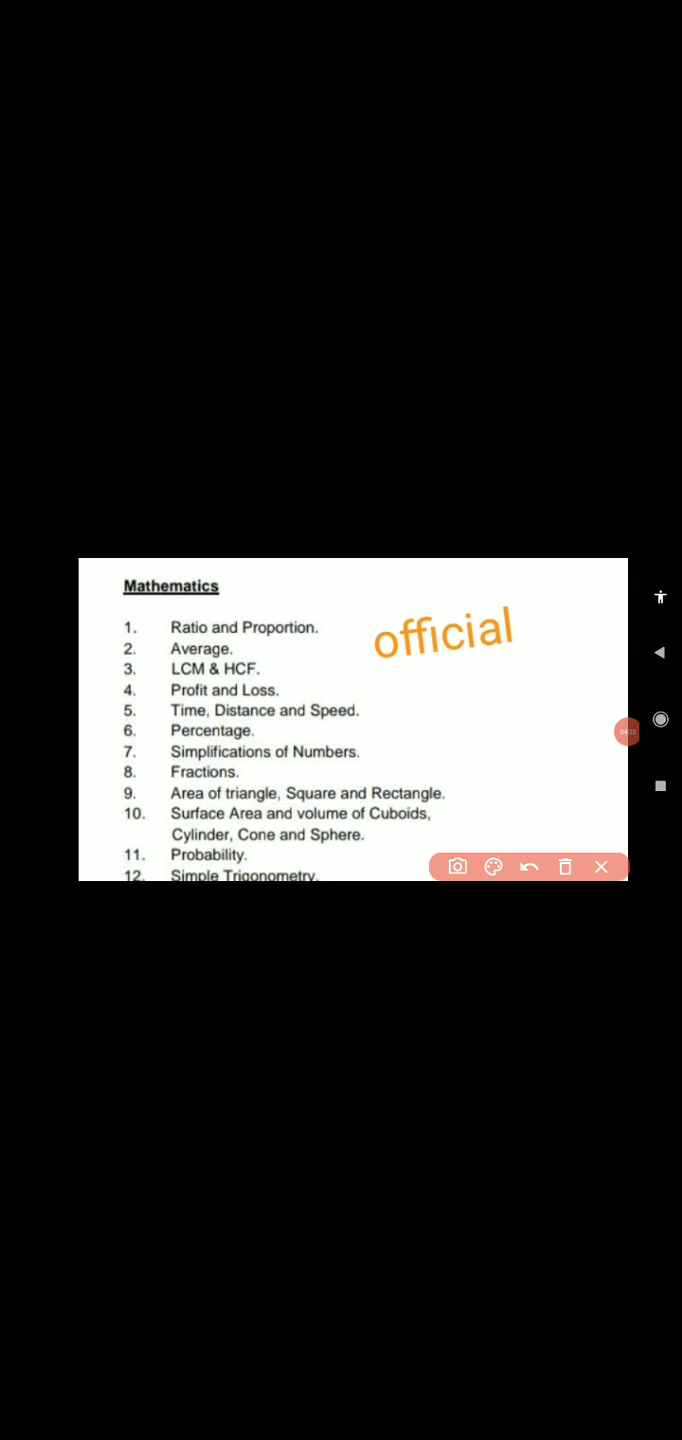 Mathematics
official
1. Ratio and Proportion.
2. Average.
3. LCM & HCF.
4. Profit and Loss.
5. Time, Distance and Speed.
6. Percentage.
7. Simplifications of Numbers.
8. Fractions.
9. Area of triangle, Square and Rectangle.
10. Surface Area and volume of Cuboids,
Cylinder, Cone and Sphere.
11. Probability.
12. Simple Trigonometry.
04:22